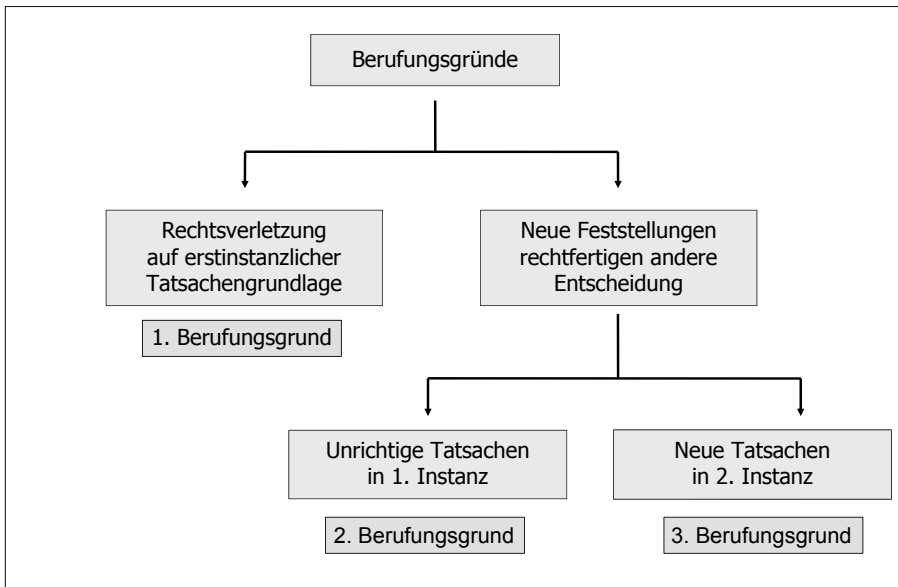 Berufungsgründe
Rechtsverletzung
auf erstinstanzlicher
Tatsachengrundlage
1. Berufungsgrund
Neue Feststellungen
rechtfertigen andere
Entscheidung
Unrichtige Tatsachen
in 1. Instanz
2. Berufungsgrund
Neue Tatsachen
in 2. Instanz
3. Berufungsgrund